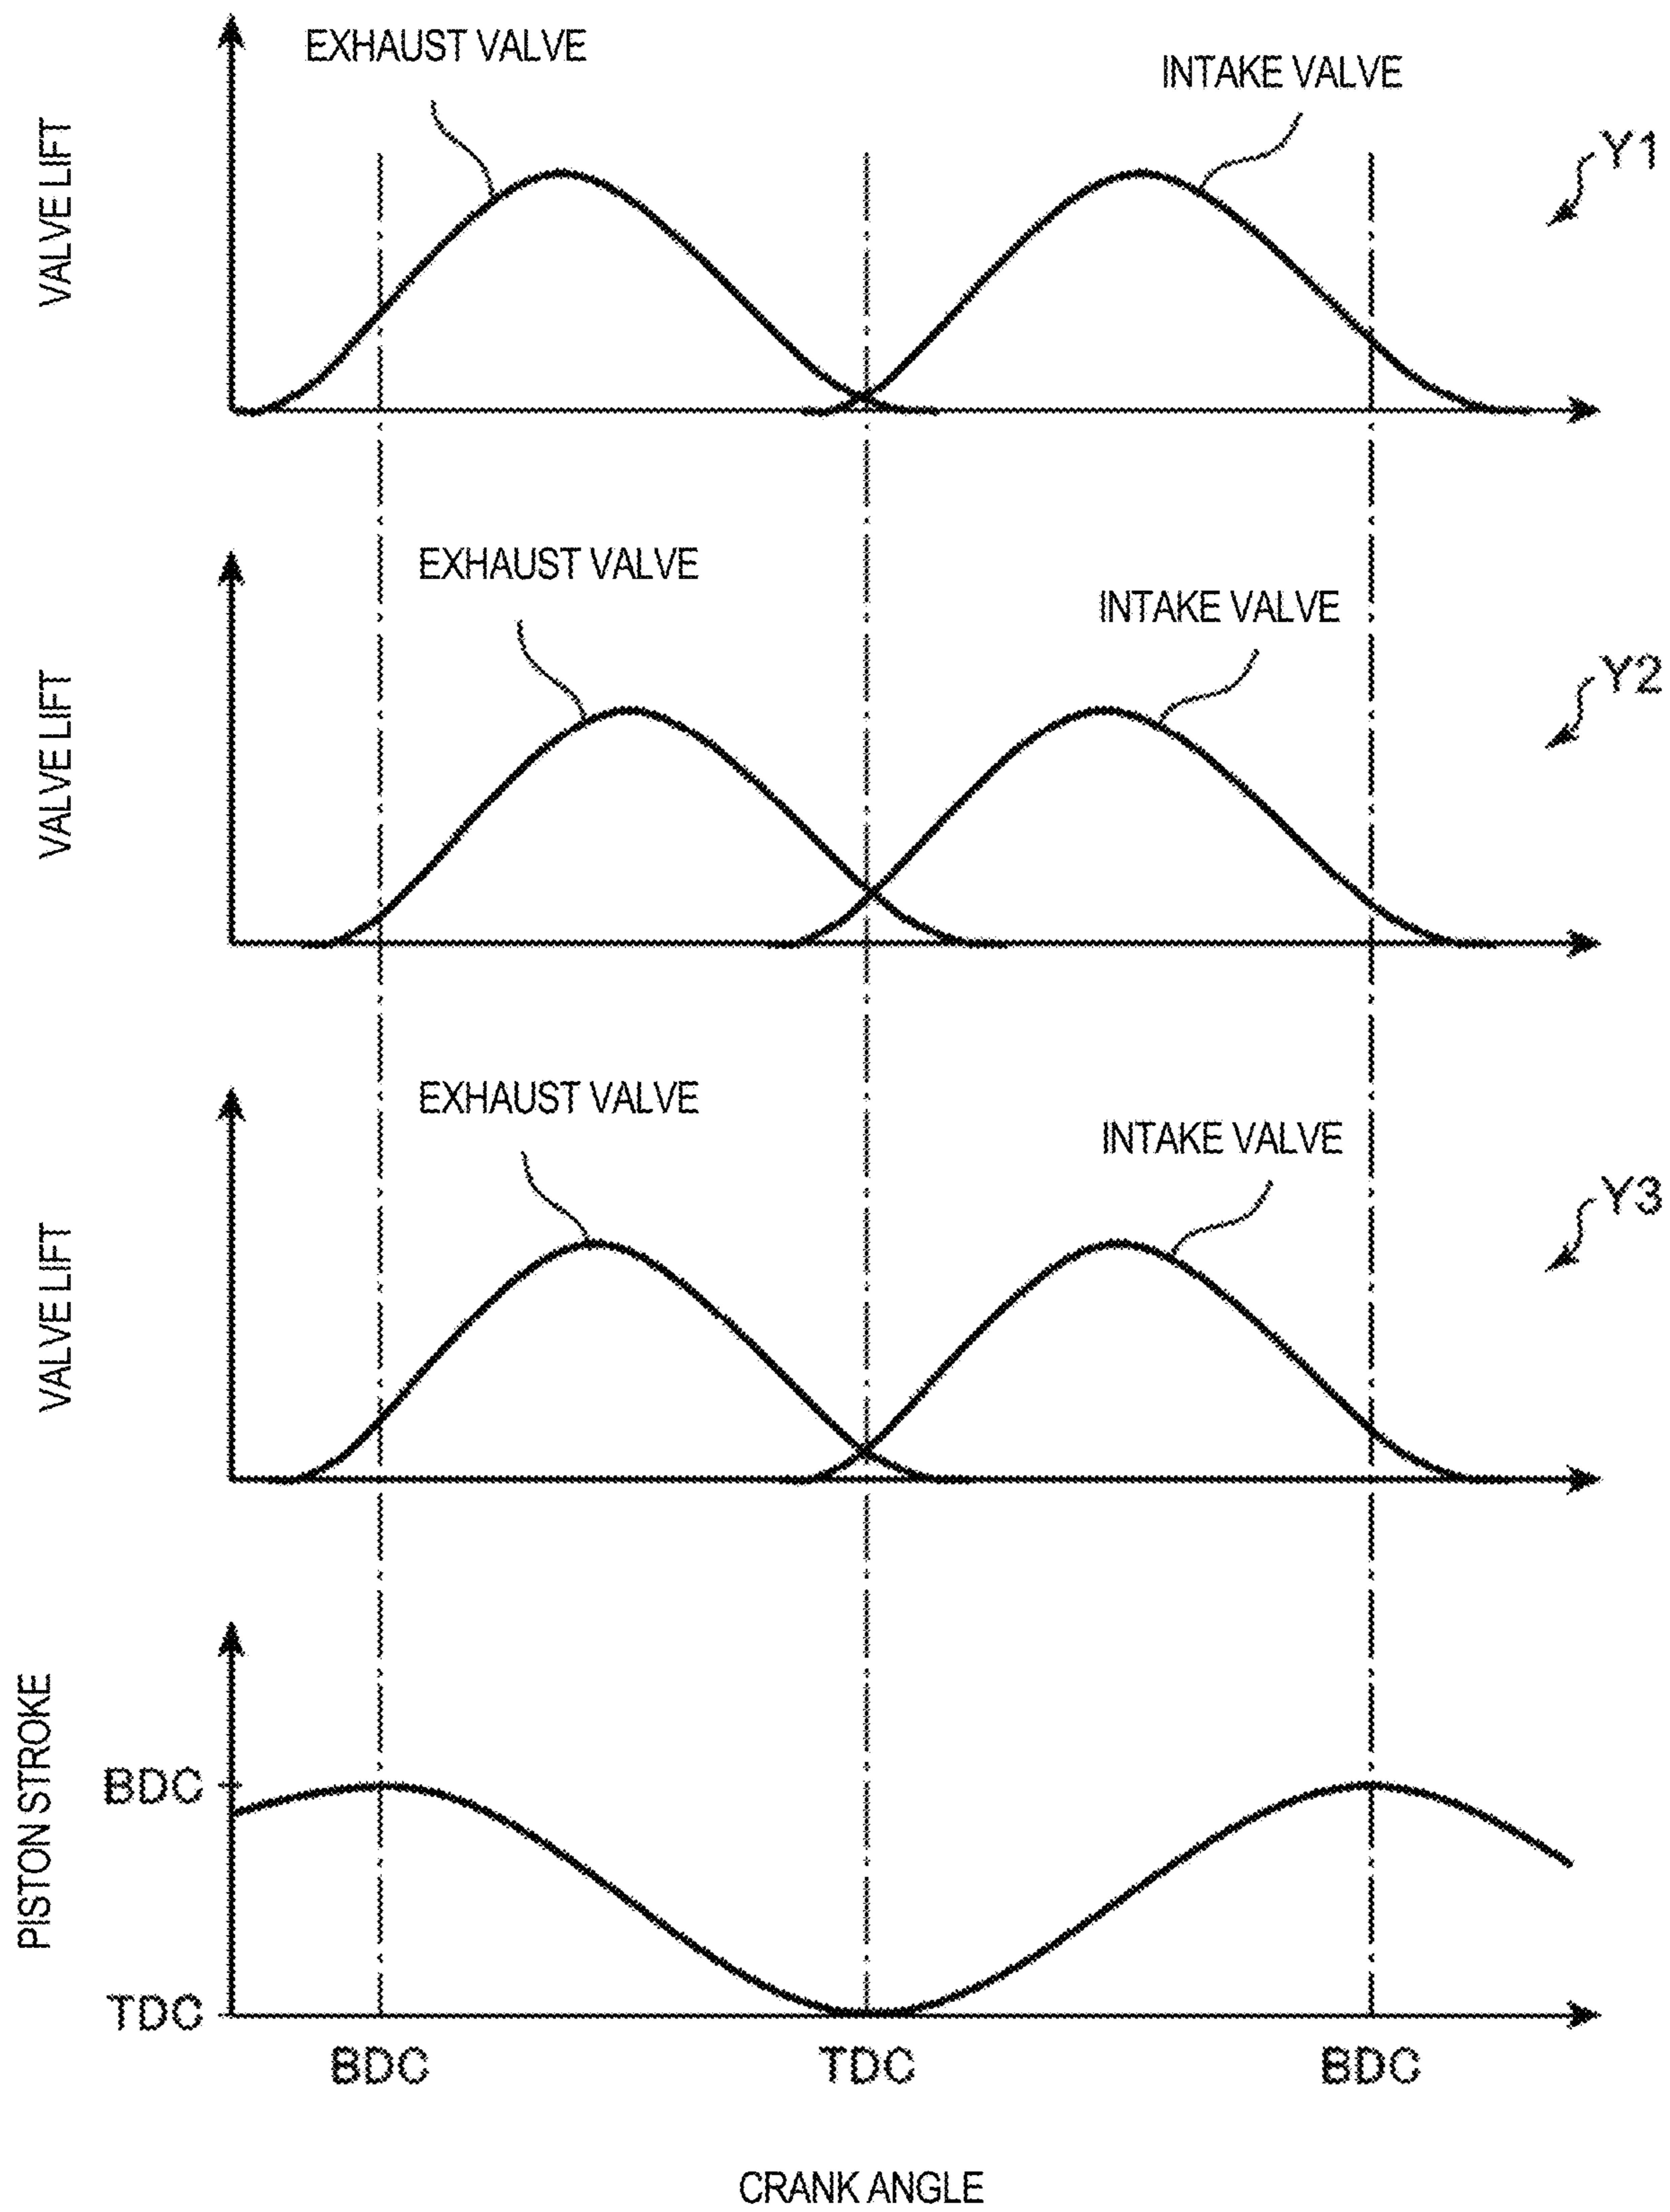 EXHAUST VALVE
INTAKE VALVE
VALVE LIFT
Y1
EXHAUST VALVE
INTAKE VALVE
VALVE LIFT
Y2
EXHAUST VALVE
INTAKE VALVE
VALVE LIFT
Y3
PISTON STROKE
BDC
TDC
BDC
TDC
BDC
CRANK ANGLE